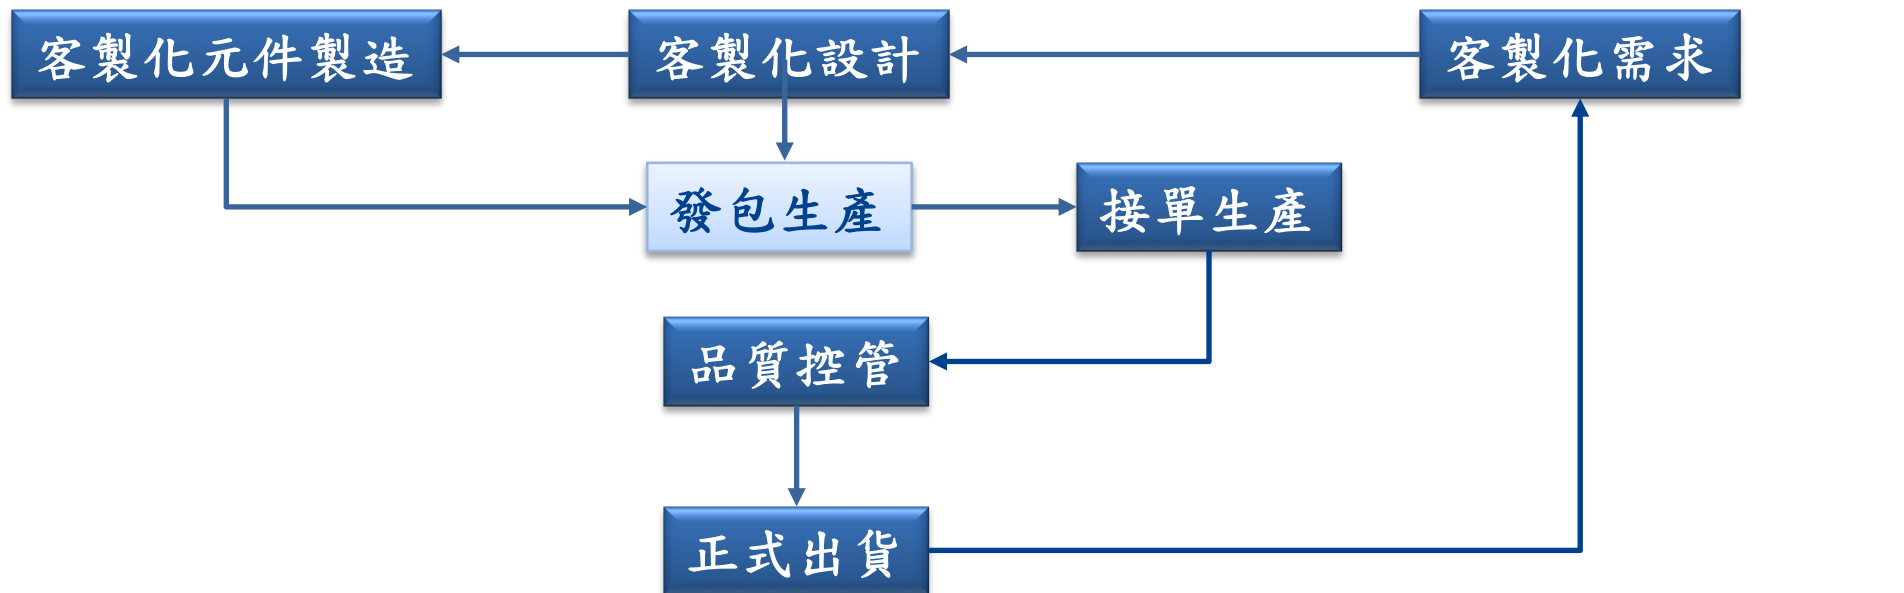 客製化元件製造
客製化設計
客製化需求
發包生產
接單生產
品質控管
正式出貨